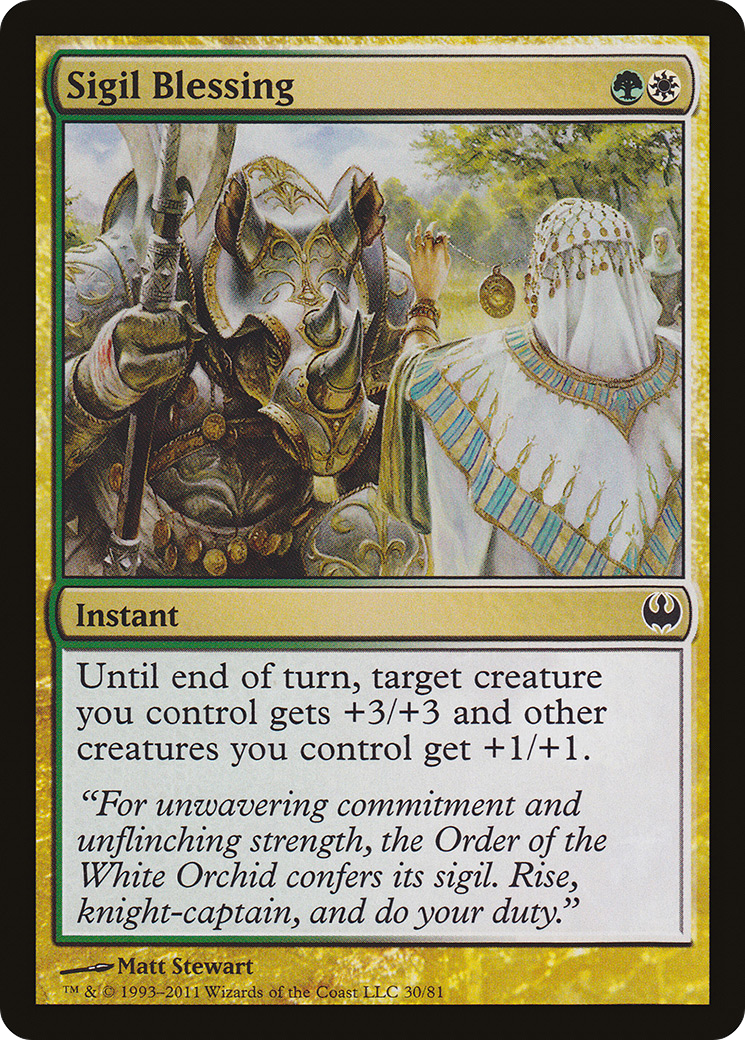 Sigil Blessing
Instant
Until end of turn, target creature
you control gets +3/+3 and other
creatures you control get +1/+1.
“For unwavering commitment and
unflinching strength, the Order of the
White Orchid confers its sigil. Rise,
knight-captain, and do your duty.”
Matt Stewart
™ & © 1993–2011 Wizards of the Coast LLC 30/81